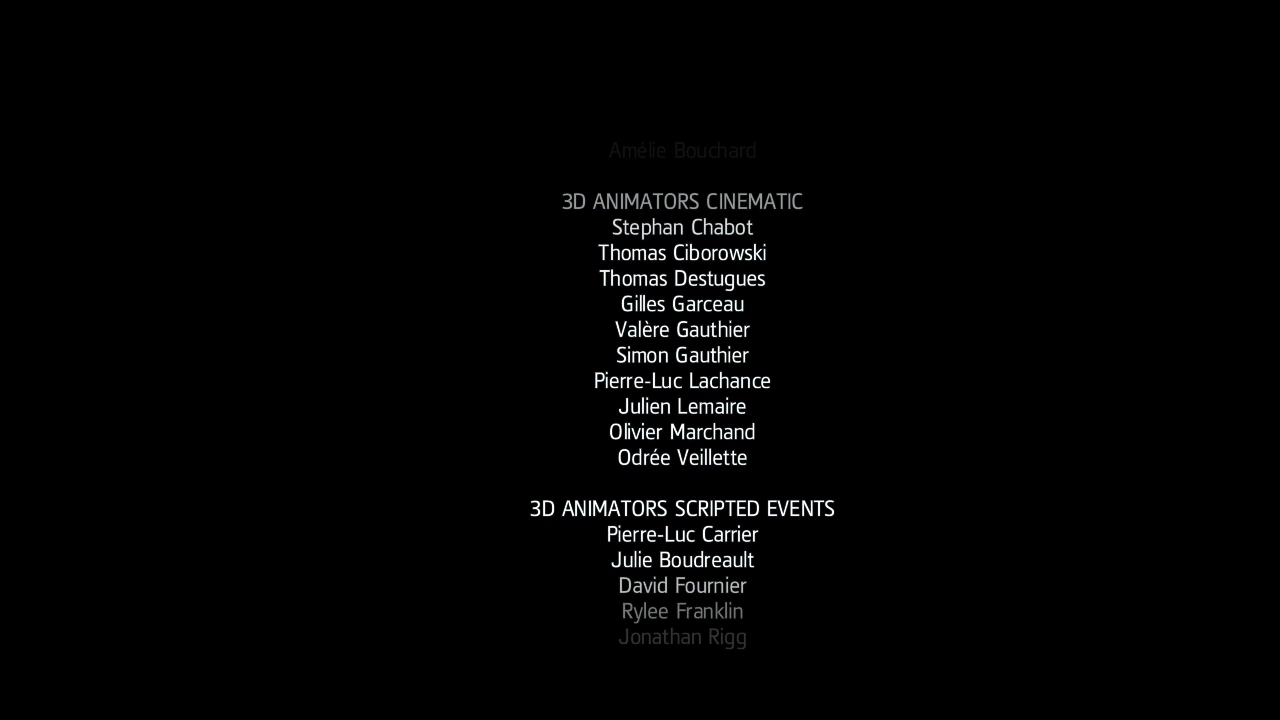 Amélie Bouchard
3D ANIMATORS CINEMATIC
Stephan Chabot
Thomas Ciborowski
Thomas Destugues
Gilles Garceau
Valère Gauthier
Simon Gauthier
Pierre-Luc Lachance
Julien Lemaire
Olivier Marchand
Odrée Veillette
3D ANIMATORS SCRIPTED EVENTS
Pierre-Luc Carrier
Julie Boudreault
David Fournier
Rylee Franklin
Jonathan Rigg